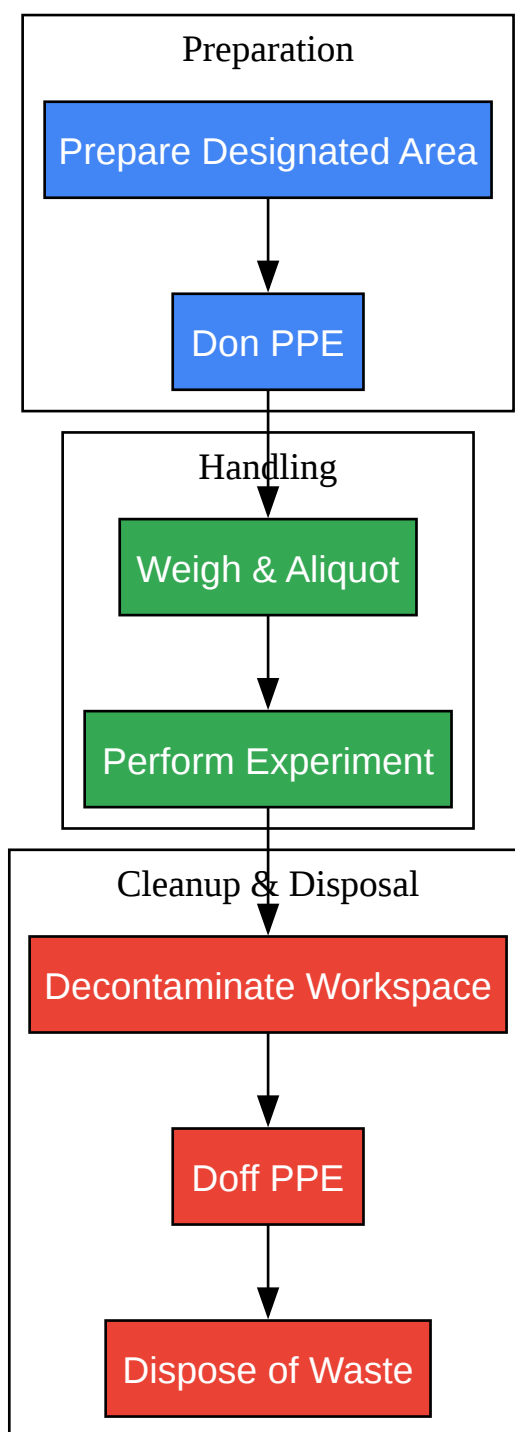 Preparation
Prepare Designated Area
Don PPE
Handling
Weigh & Aliquot
Perform Experiment
Cleanup & Disposal
Decontaminate Workspace
Doff PPE
Dispose of Waste